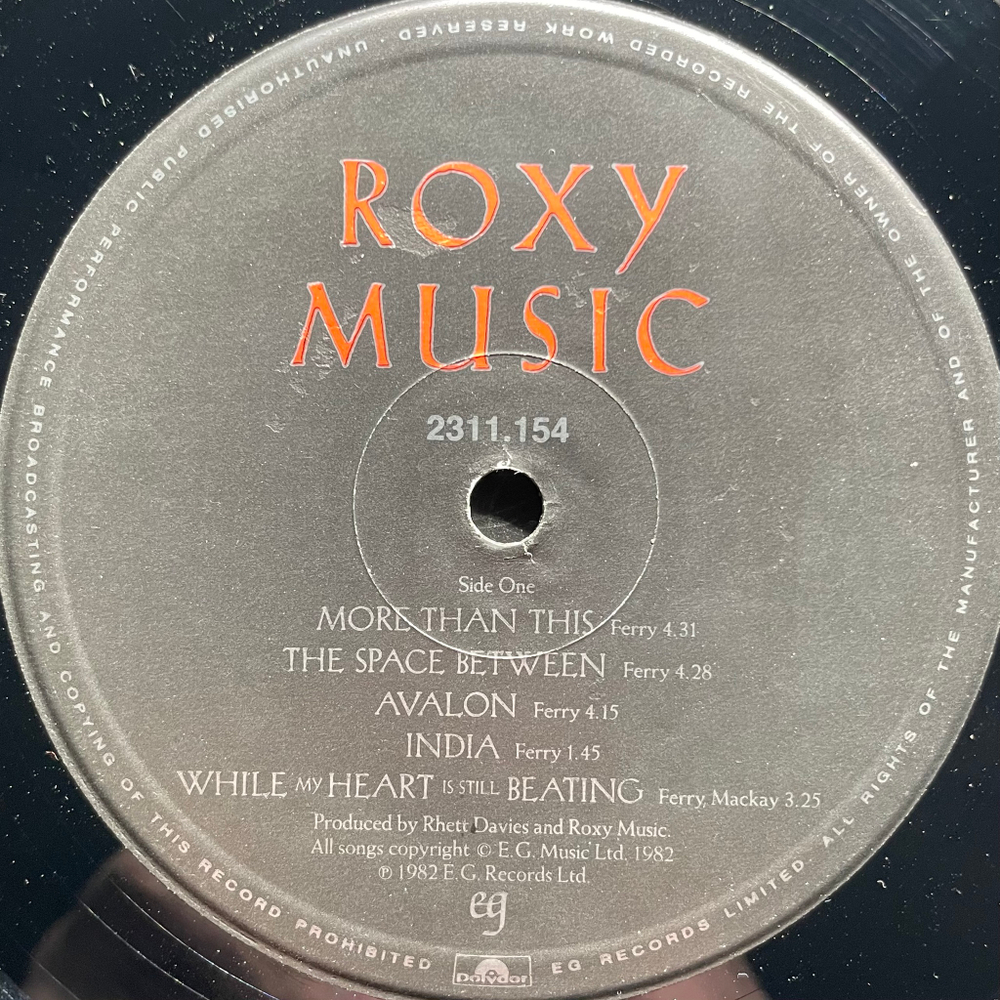 ROXY
MUSIC
2311.154
Side One
MORE THAN THIS Ferry 4.31
THE SPACE BETWEEN Ferry 4.28
AVALON Ferry 4.15
INDIA Ferry 1.45
WHILE MY HEART IS STILL BEATING Ferry, Mackay 3.25
Produced by Rhett Davies and Roxy Music.
All songs copyright © E.G. Music Ltd. 1982
℗ 1982 E.G. Records Ltd.
eg
Polydor
EG RECORDS LIMITED. ALL RIGHTS OF THE MANUFACTURER AND OF THE OWNER OF THE RECORDED WORK RESERVED · UNAUTHORISED PUBLIC PERFORMANCE BROADCASTING AND COPYING OF THIS RECORD PROHIBITED